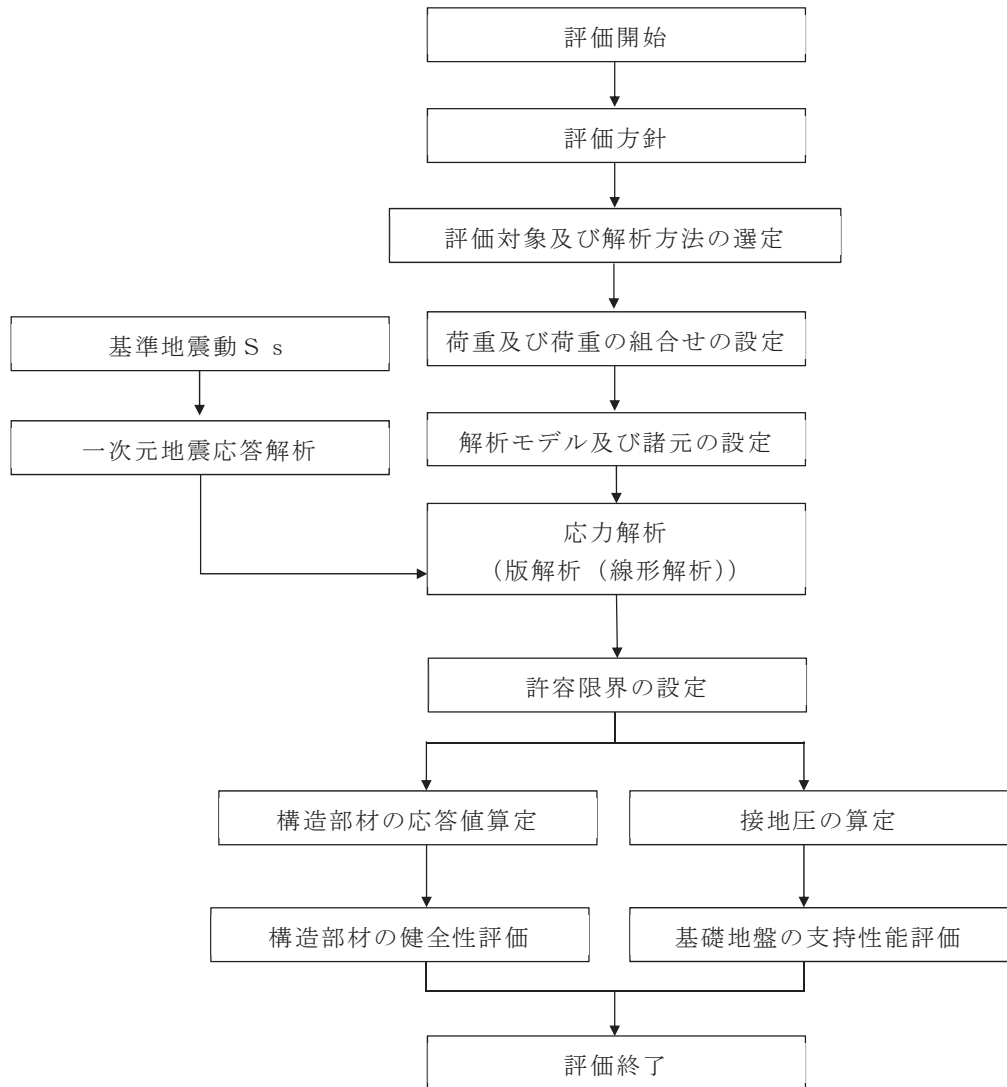 評価開始
評価方針
評価対象及び解析方法の選定
荷重及び荷重の組合せの設定
基準地震動Ｓｓ
解析モデル及び諸元の設定
一次元地震応答解析
応力解析
（版解析（線形解析））
許容限界の設定
構造部材の応答値算定
接地圧の算定
構造部材の健全性評価
基礎地盤の支持性能評価
評価終了